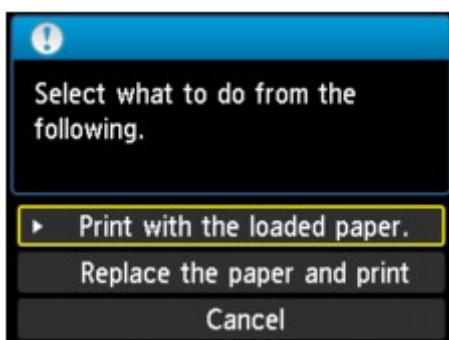 Select what to do from the
following.
Print with the loaded paper.
Replace the paper and print
Cancel